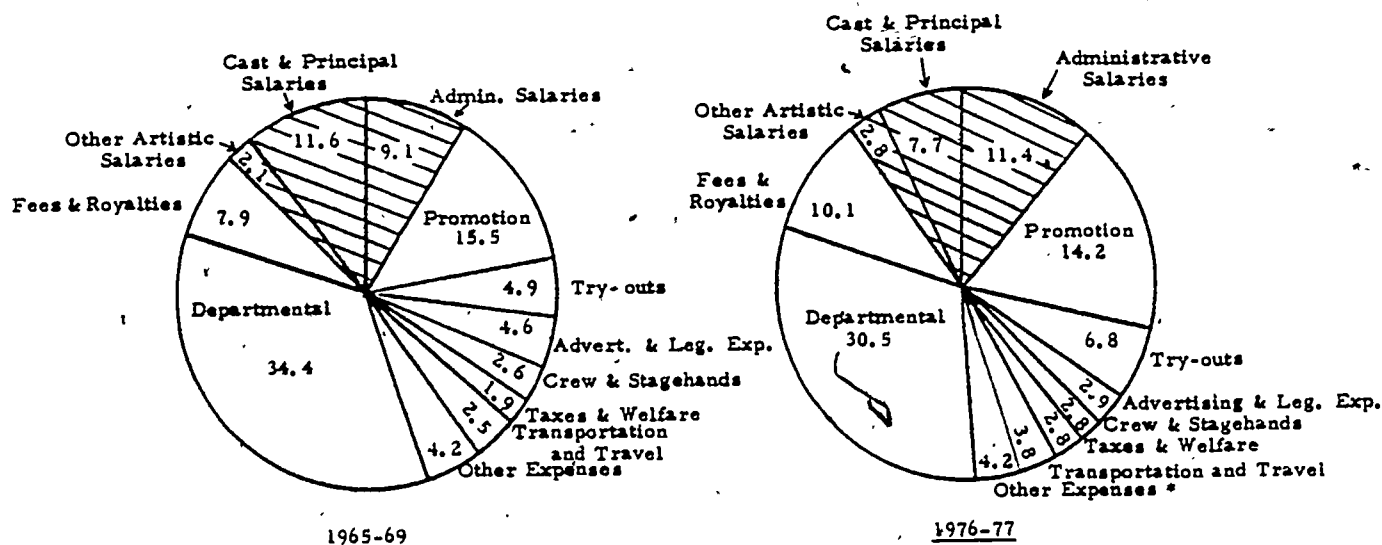 Cast & Principal
Salaries
Admin. Salaries
Other Artistic
Salaries
Fees & Royalties
11.6
9.1
2.1
7.9
Promotion
15.5
4.9
Try-outs
4.6
Advert. & Leg. Exp.
2.6
Crew & Stagehands
1.9
Taxes & Welfare
2.5
Transportation
and Travel
4.2
Other Expenses
Departmental
34.4
1965-69
Cast & Principal
Salaries
Administrative
Salaries
Other Artistic
Salaries
Fees &
Royalties
2.8
7.7
11.4
10.1
Promotion
14.2
6.8
Try-outs
2.9
Advertising & Leg. Exp.
2.8
Crew & Stagehands
2.8
Taxes & Welfare
3.8
Transportation and Travel
4.2
Other Expenses *
Departmental
30.5
1976-77